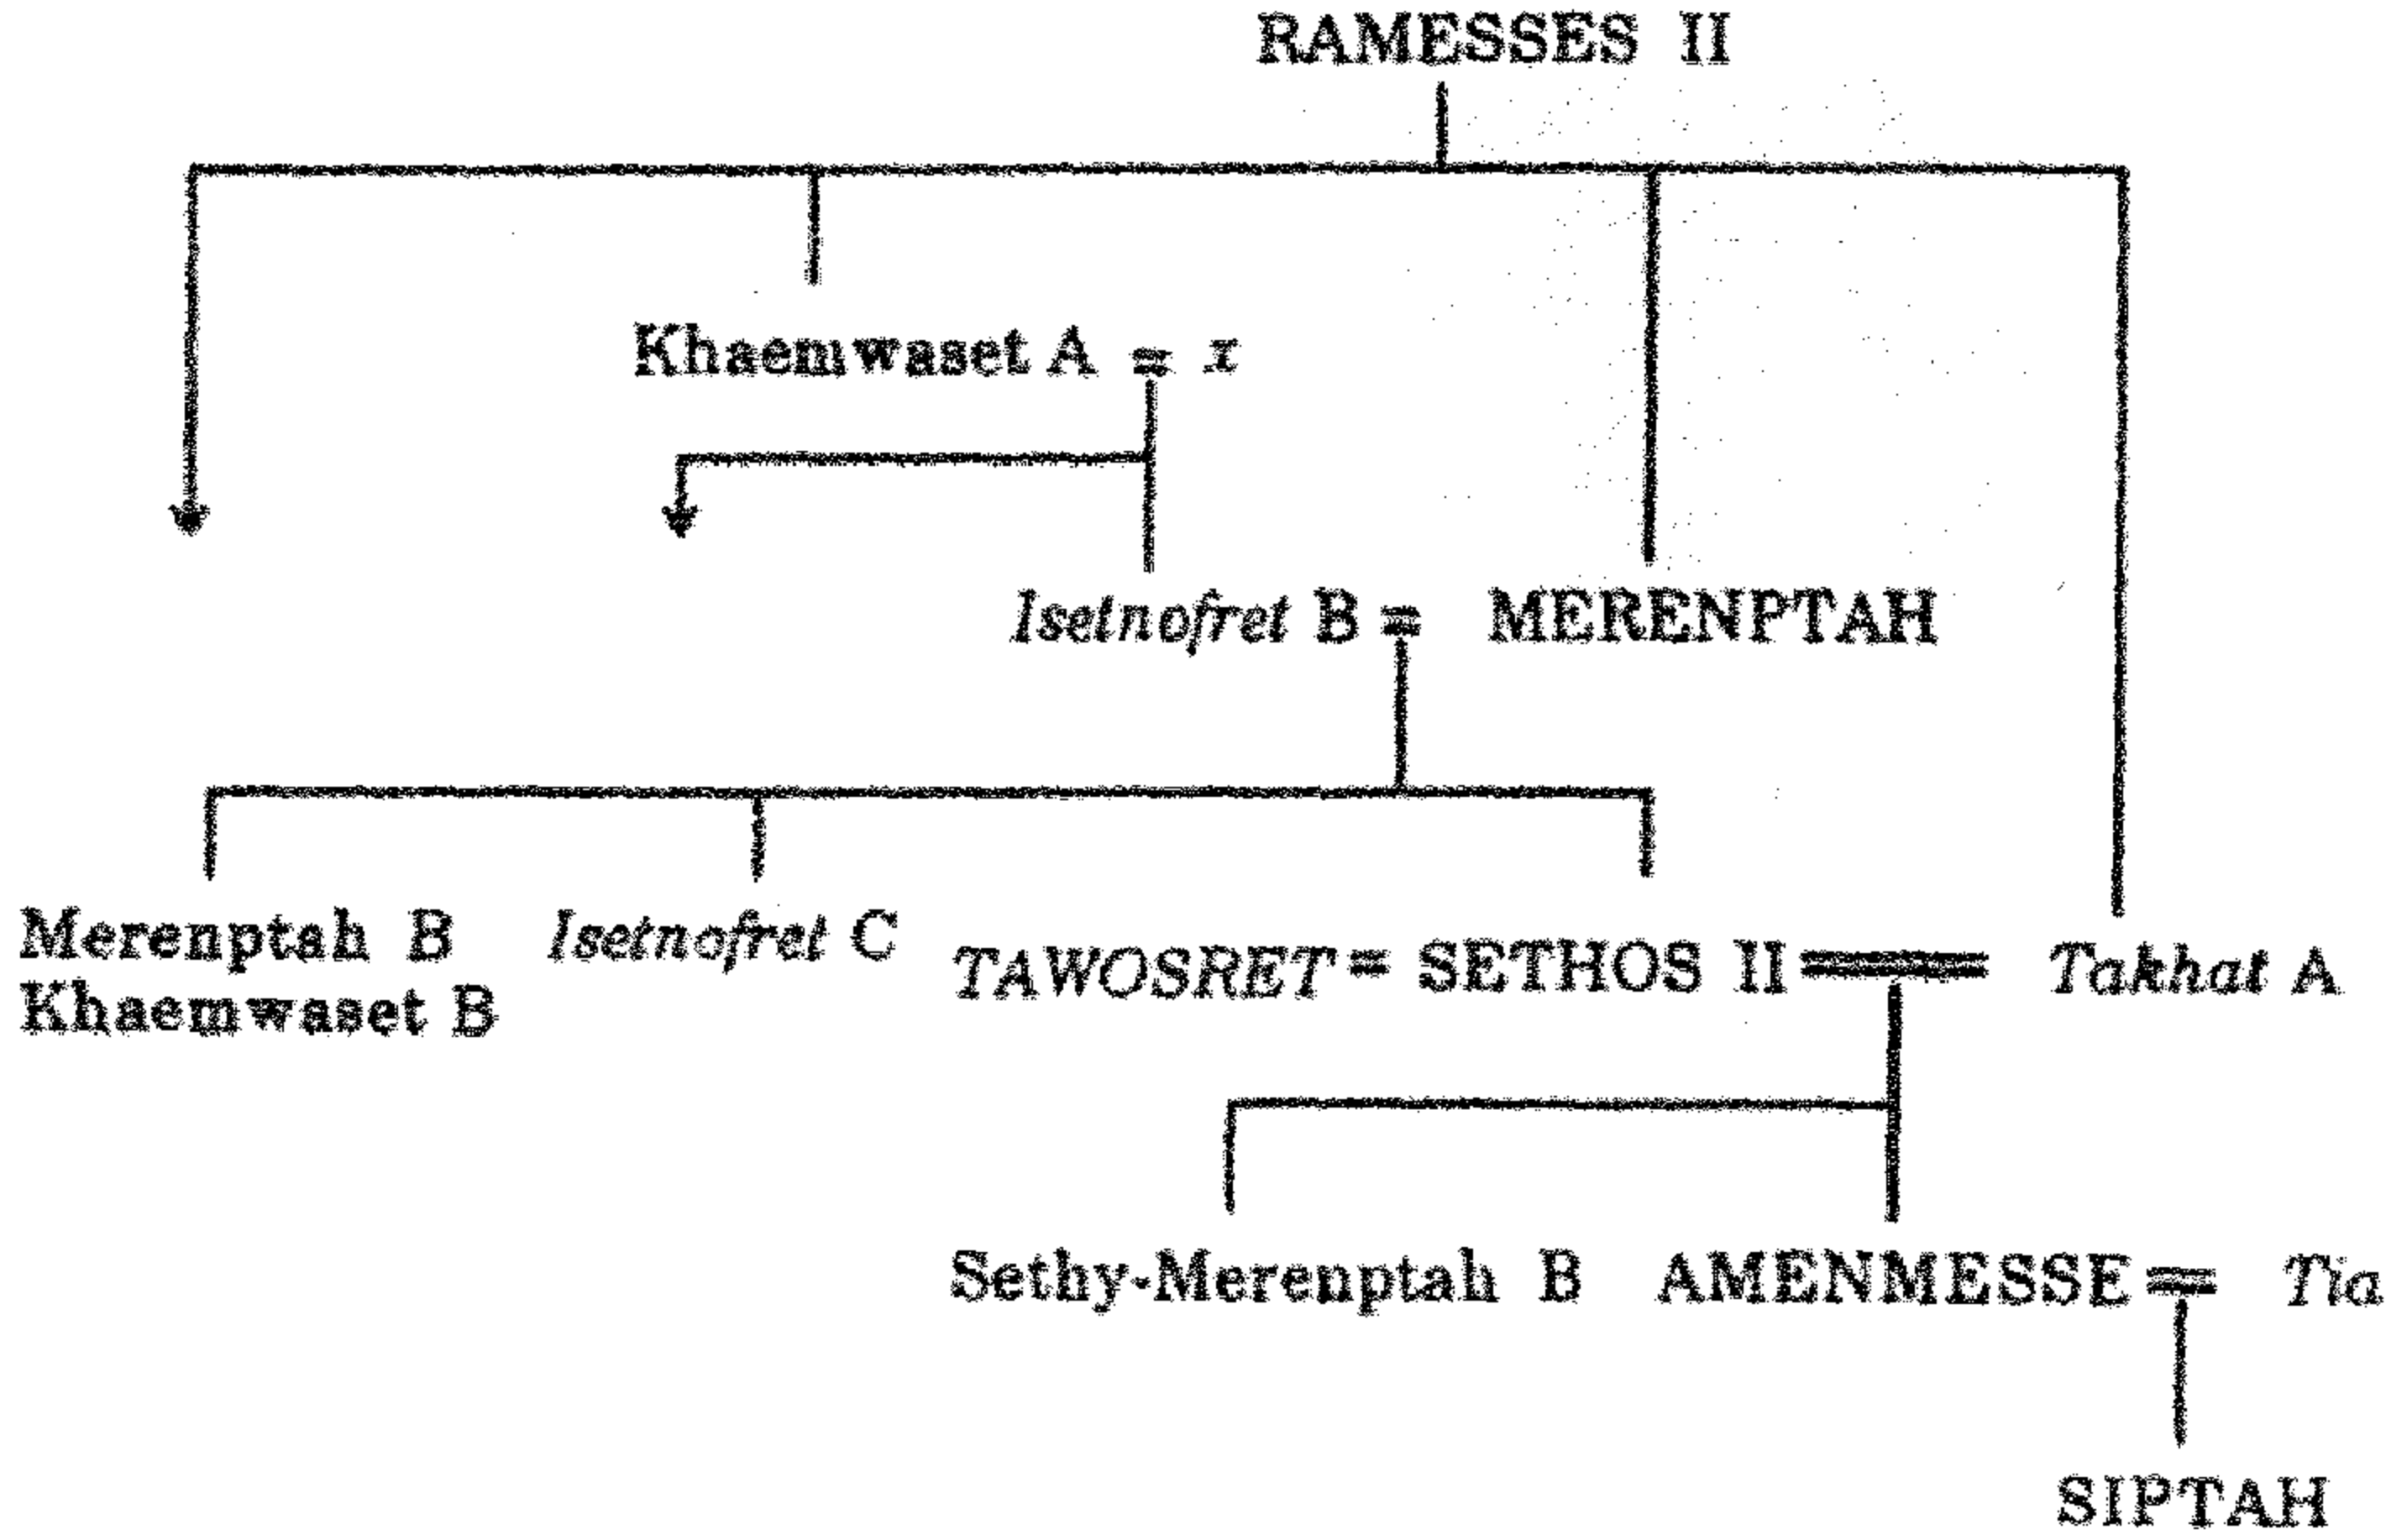 RAMESSES II
Khaemwaset A = x
Isetnofret B = MERENPTAH
Merenptah B Isetnofret C TAWOSRET = SETHOS II = Takhat A
Khaemwaset B
Sethy-Merenptah B AMENMESSE = Tia
SIPTAH